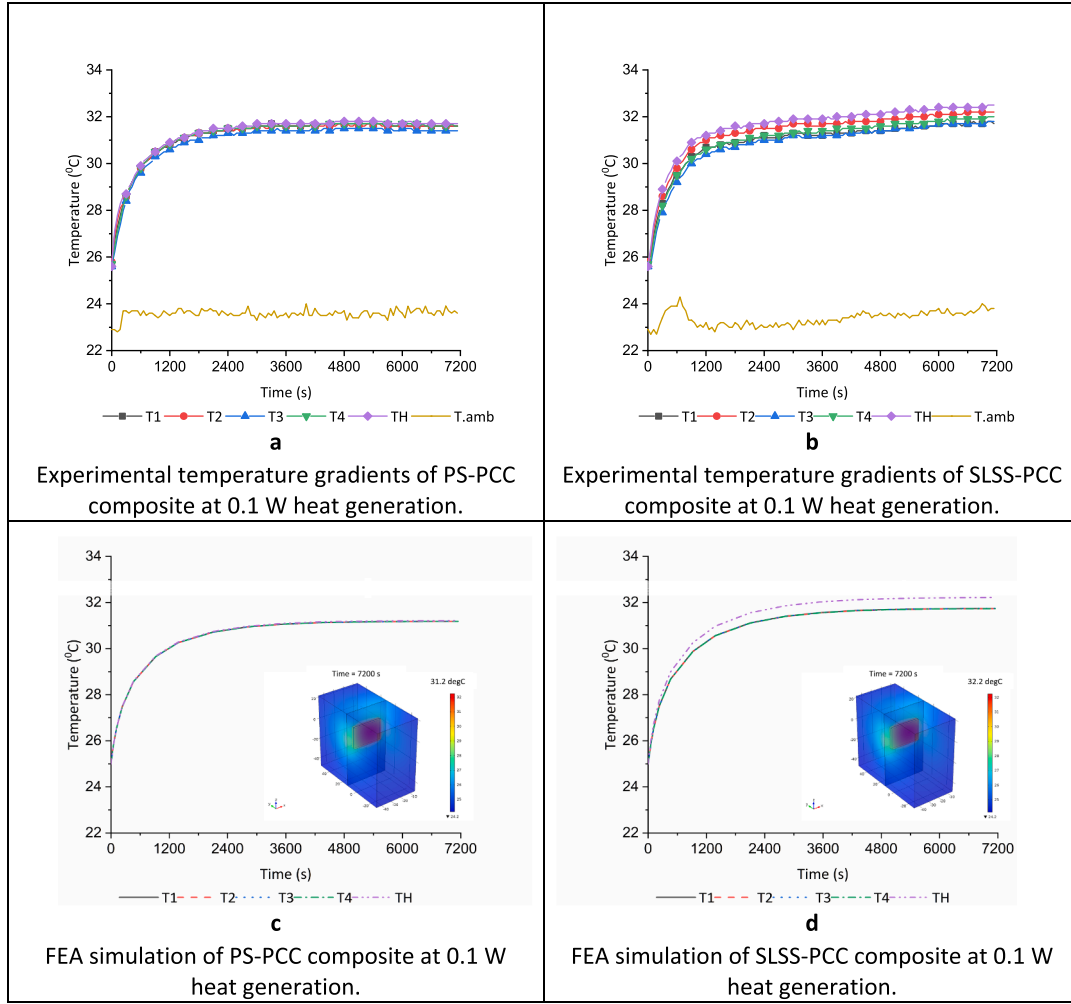 34
32
30
28
26
24
22
Temperature (⁰C)
0 1200 2400 3600 4800 6000 7200
Time (s)
T1 T2 T3 T4 TH T.amb
a
Experimental temperature gradients of PS-PCC
composite at 0.1 W heat generation.
34
32
30
28
26
24
22
Temperature (⁰C)
0 1200 2400 3600 4800 6000 7200
Time (s)
T1 T2 T3 T4 TH T.amb
b
Experimental temperature gradients of SLSS-PCC
composite at 0.1 W heat generation.
34
32
30
28
26
24
22
Temperature (⁰C)
Time = 7200 s
31.2 degC
0 1200 2400 3600 4800 6000 7200
Time (s)
T1 T2 T3 T4 TH
c
FEA simulation of PS-PCC composite at 0.1 W
heat generation.
34
32
30
28
26
24
22
Temperature (⁰C)
Time = 7200 s
32.2 degC
0 1200 2400 3600 4800 6000 7200
Time (s)
T1 T2 T3 T4 TH
d
FEA simulation of SLSS-PCC composite at 0.1 W
heat generation.